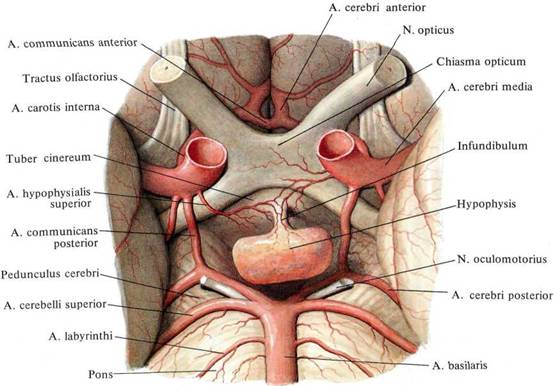 A. communicans anterior
Tractus olfactorius
A. carotis interna
Tuber cinereum
A. hypophysialis
superior
A. communicans
posterior
Pedunculus cerebri
A. cerebelli superior
A. labyrinthi
Pons
A. cerebri anterior
N. opticus
Chiasma opticum
A. cerebri media
Infundibulum
Hypophysis
N. oculomotorius
A. cerebri posterior
A. basilaris